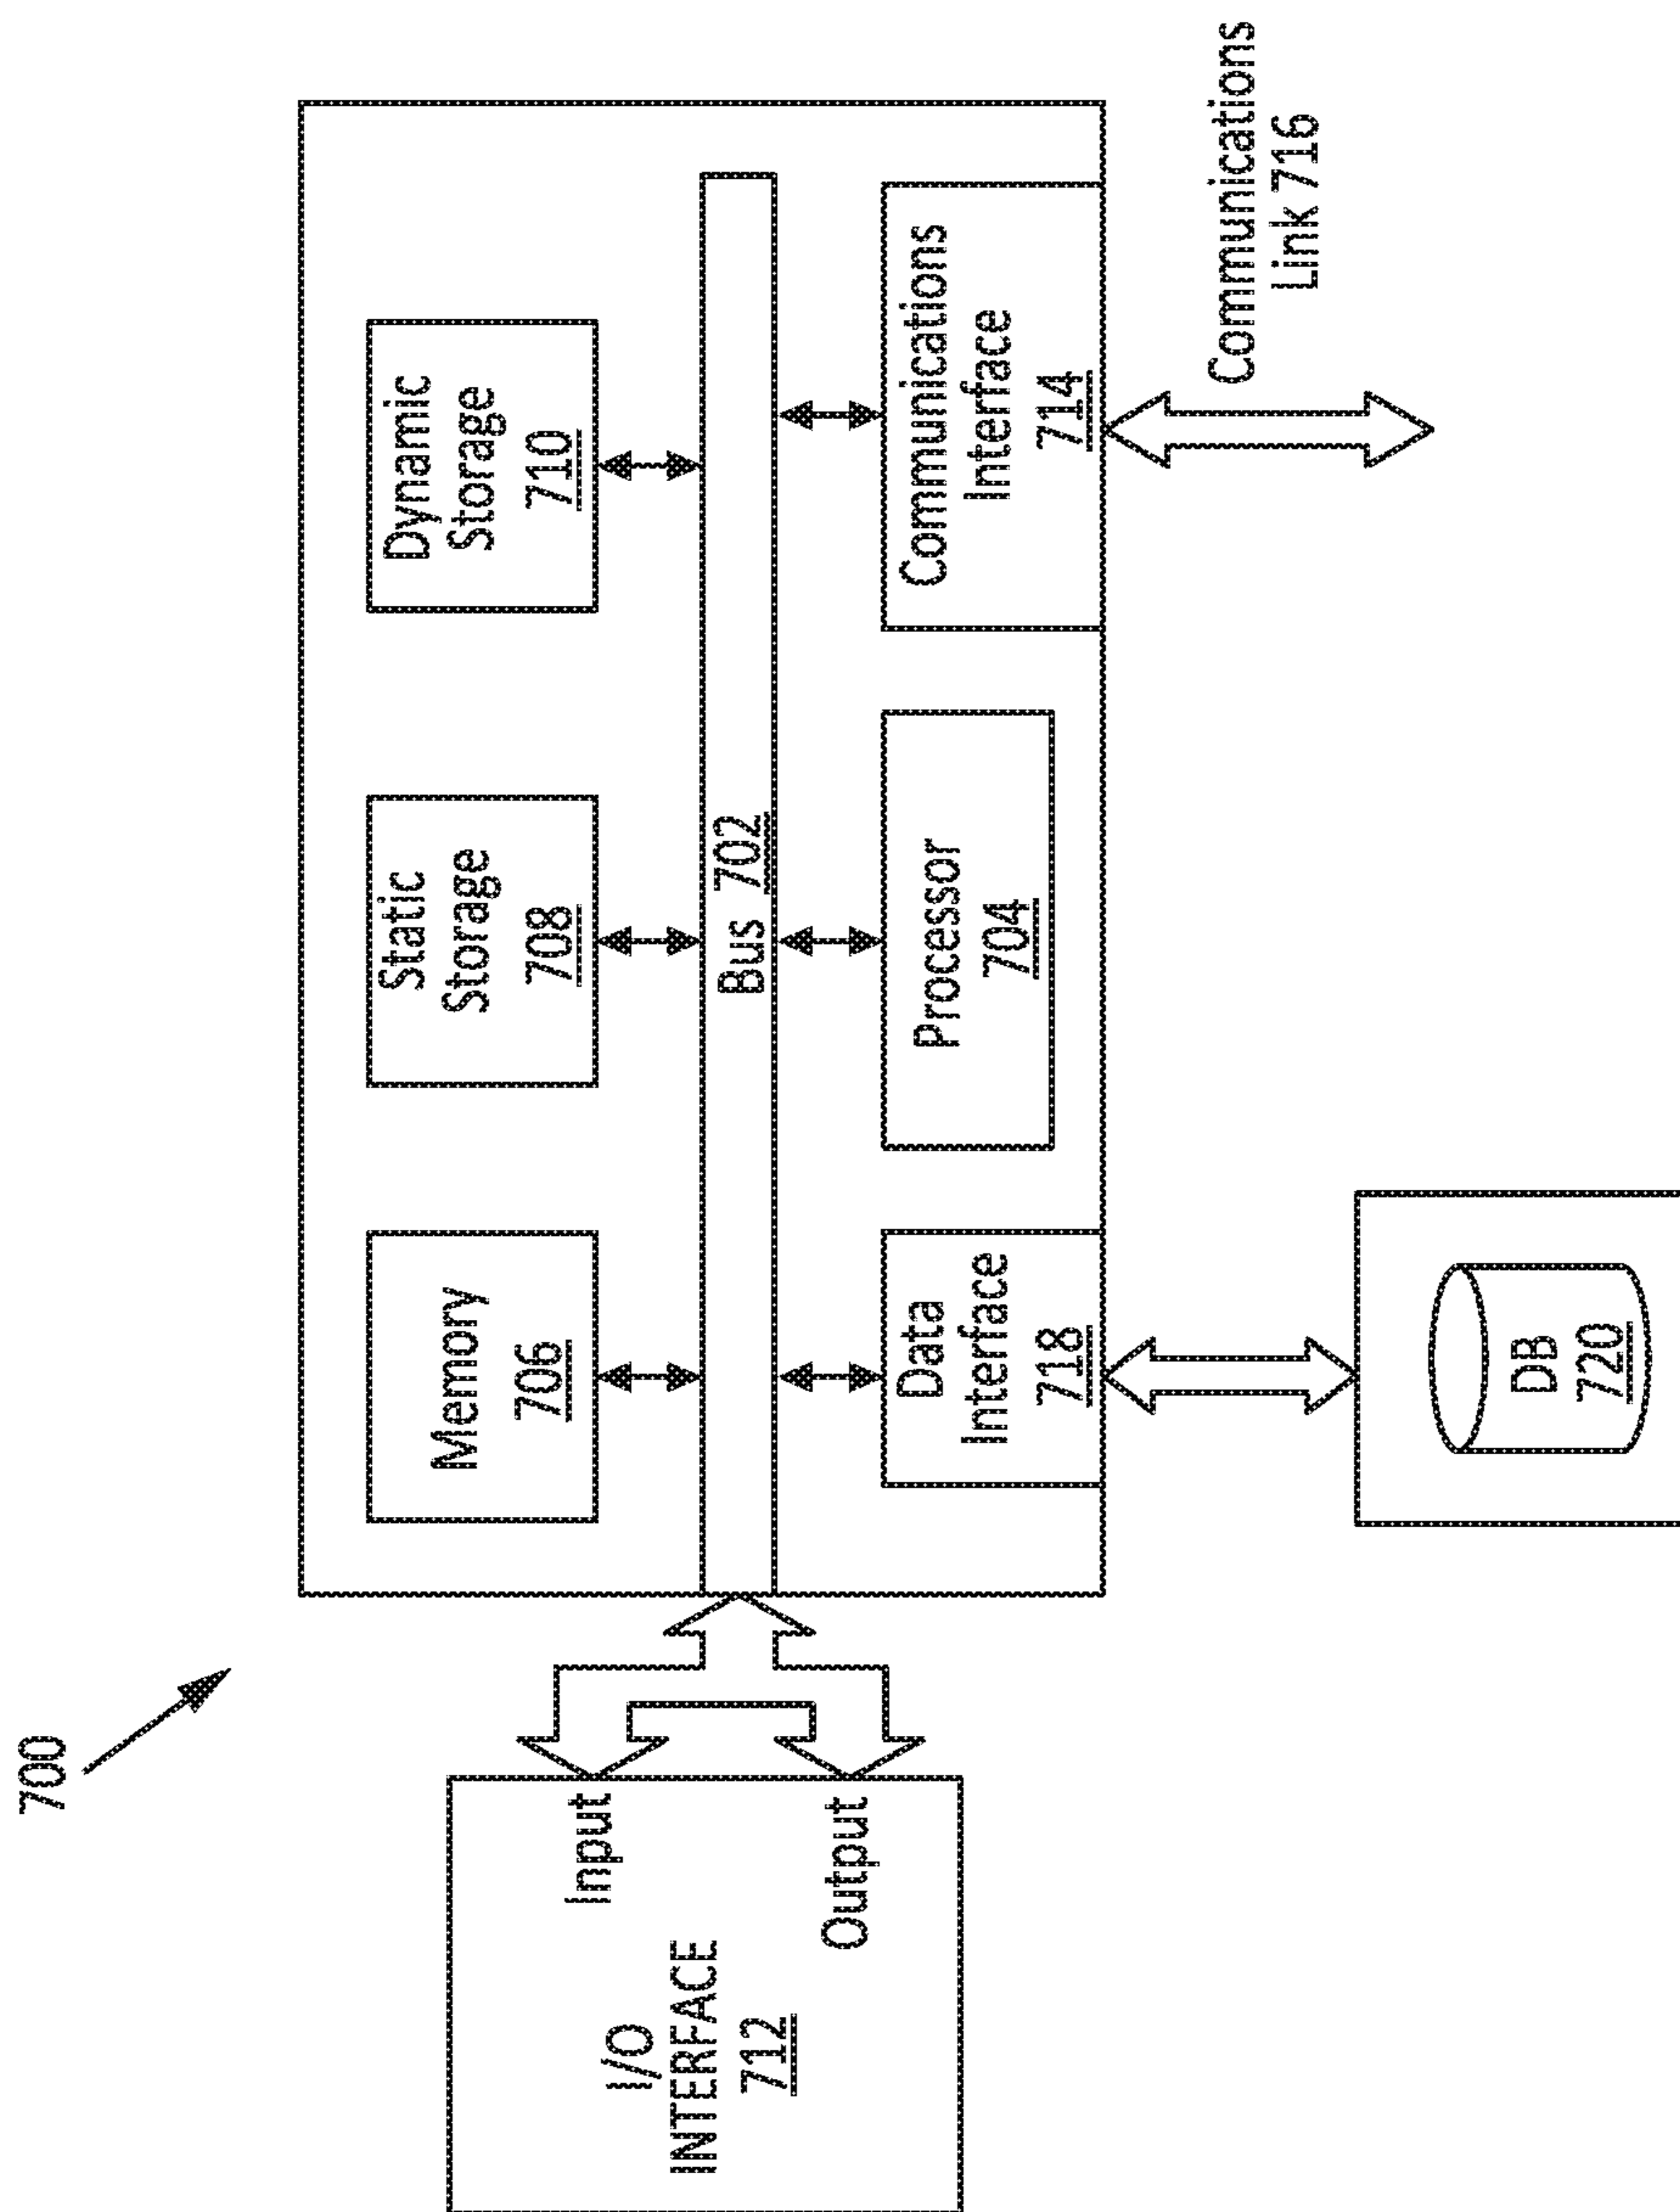 700
I/O
INTERFACE
712
Input
Output
Memory
706
Static
Storage
708
Dynamic
Storage
710
Bus 702
Data
Interface
718
Processor
704
Communications
Interface
714
DB
720
Communications
Link 716